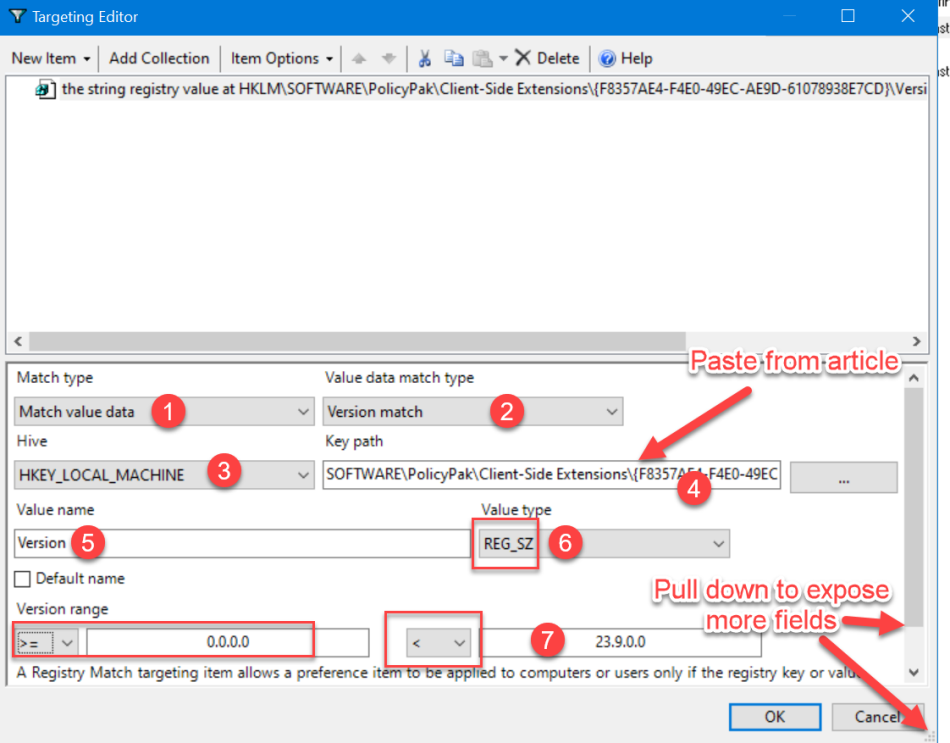 Targeting Editor
New Item Add Collection Item Options Delete Help
the string registry value at HKLM\SOFTWARE\PolicyPak\Client-Side Extensions\{F8357AE4-F4E0-49EC-AE9D-61078938E7CD}\Versi
Paste from article
Match type Value data match type
Match value data 1 Version match 2
Hive Key path
HKEY_LOCAL_MACHINE 3 SOFTWARE\PolicyPak\Client-Side Extensions\{F8357AE4-F4E0-49EC 4 ...
Value name Value type
Version 5 REG_SZ 6
Default name
Pull down to expose
more fields
Version range
>= 0.0.0.0 < 7 23.9.0.0
A Registry Match targeting item allows a preference item to be applied to computers or users only if the registry key or value
OK Cancel